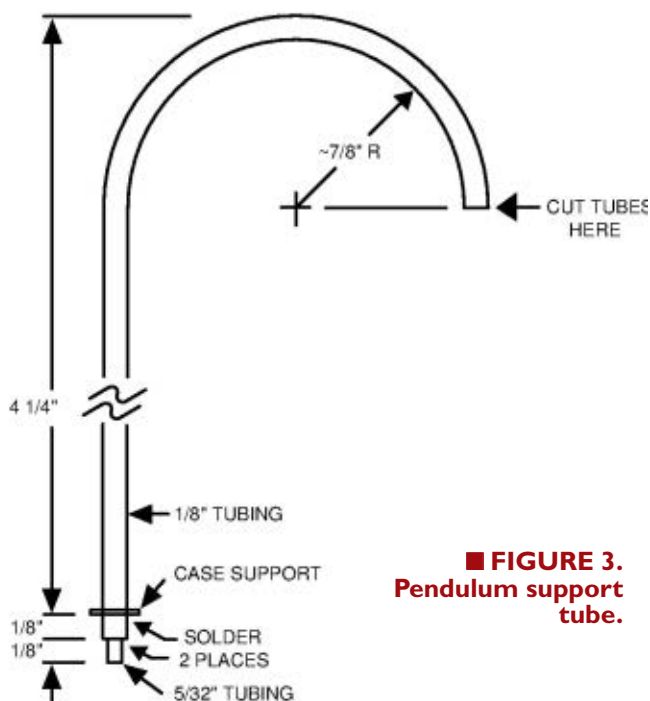 ~7/8" R
CUT TUBES
HERE
4 1/4"
1/8" TUBING
CASE SUPPORT
1/8"
SOLDER
1/8"
2 PLACES
5/32" TUBING
■ FIGURE 3.
Pendulum support
tube.